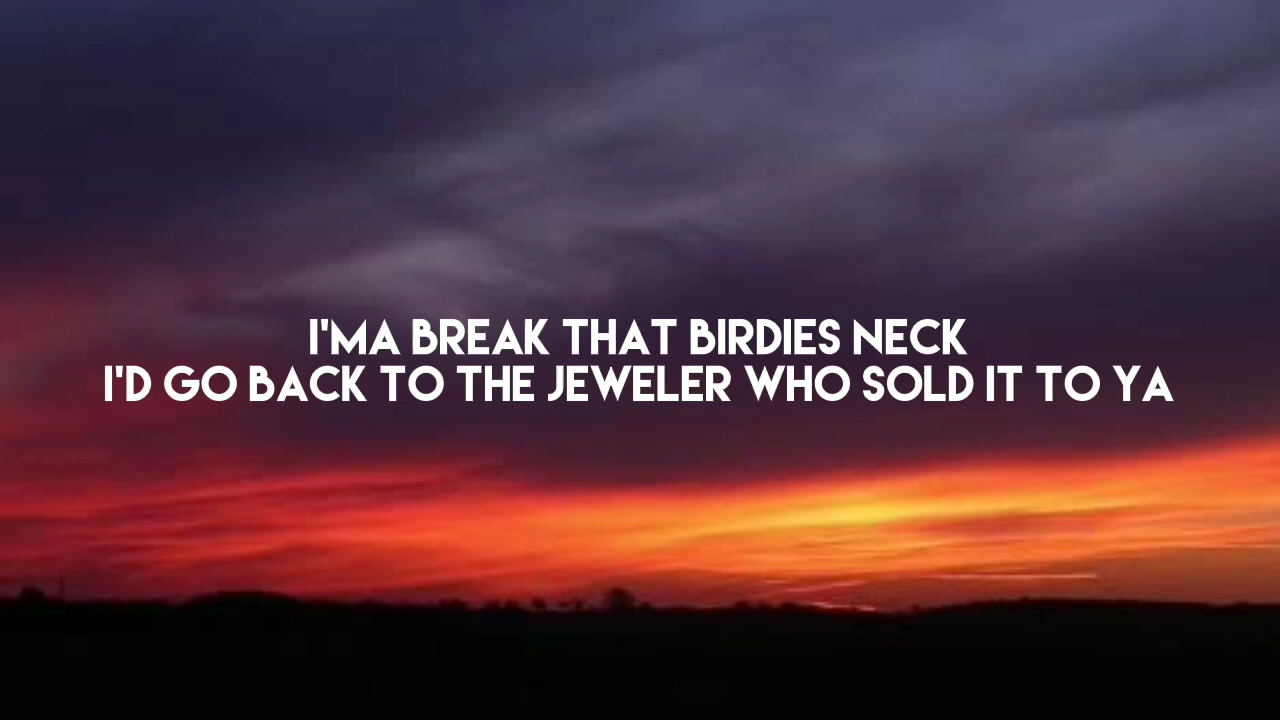 I'MA BREAK THAT BIRDIES NECK
I'D GO BACK TO THE JEWELER WHO SOLD IT TO YA